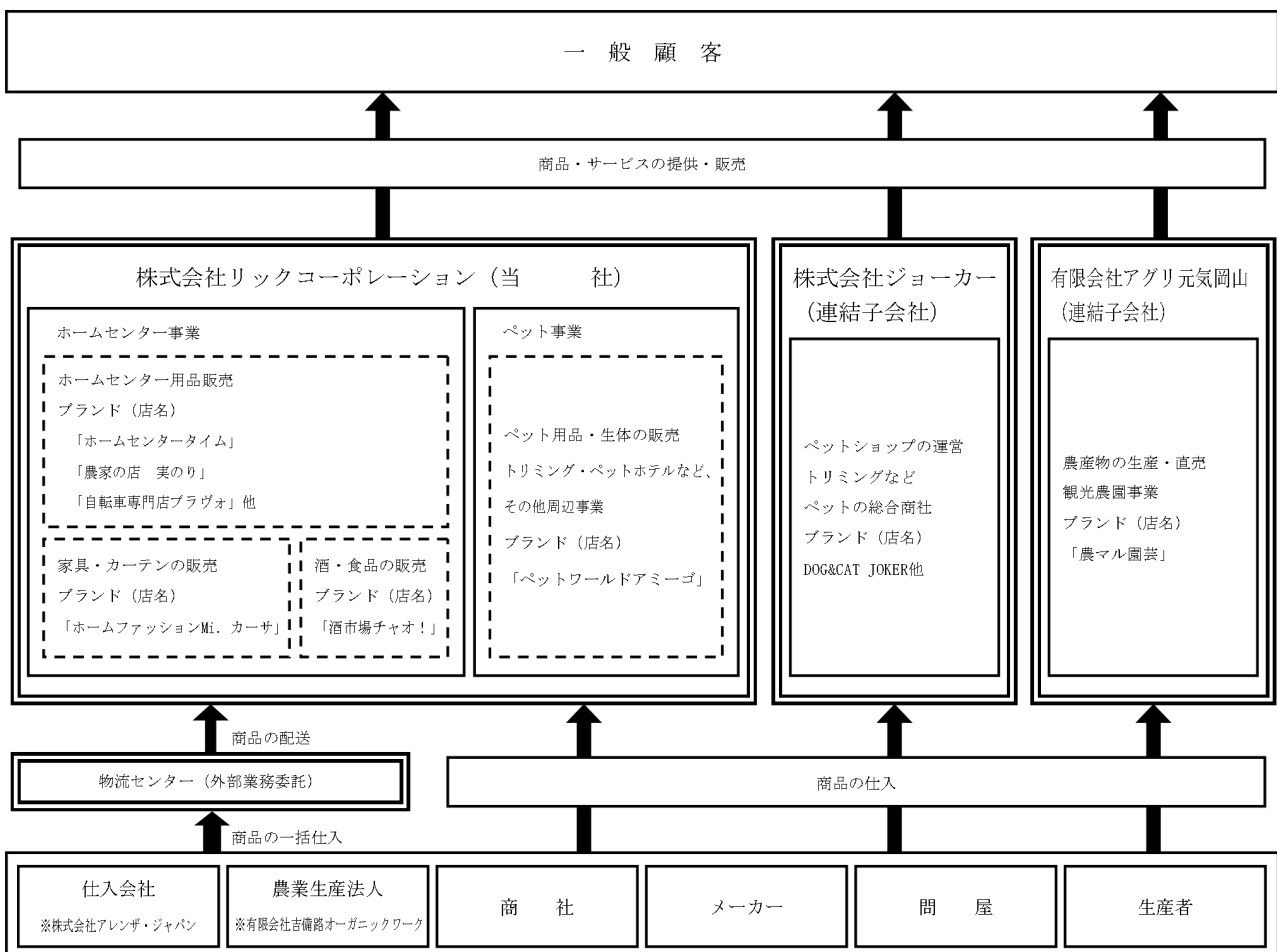 一 般 顧 客
商品・サービスの提供・販売
株式会社リックコーポレーション（当　　社）
ホームセンター事業
ホームセンター用品販売
ブランド（店名）
「ホームセンタータイム」
「農家の店　実のり」
「自転車専門店ブラヴォ」他
家具・カーテンの販売
ブランド（店名）
「ホームファッションMi．カーサ」
酒・食品の販売
ブランド（店名）
「酒市場チャオ！」
ペット事業
ペット用品・生体の販売
トリミング・ペットホテルなど、
その他周辺事業
ブランド（店名）
「ペットワールドアミーゴ」
株式会社ジョーカー
（連結子会社）
ペットショップの運営
トリミングなど
ペットの総合商社
ブランド（店名）
DOG&CAT JOKER他
有限会社アグリ元気岡山
（連結子会社）
農産物の生産・直売
観光農園事業
ブランド（店名）
「農マル園芸」
商品の配送
物流センター（外部業務委託）
商品の仕入
商品の一括仕入
仕入会社
※株式会社アレンザ・ジャパン
農業生産法人
※有限会社吉備路オーガニックワーク
商　社
メーカー
問　屋
生産者